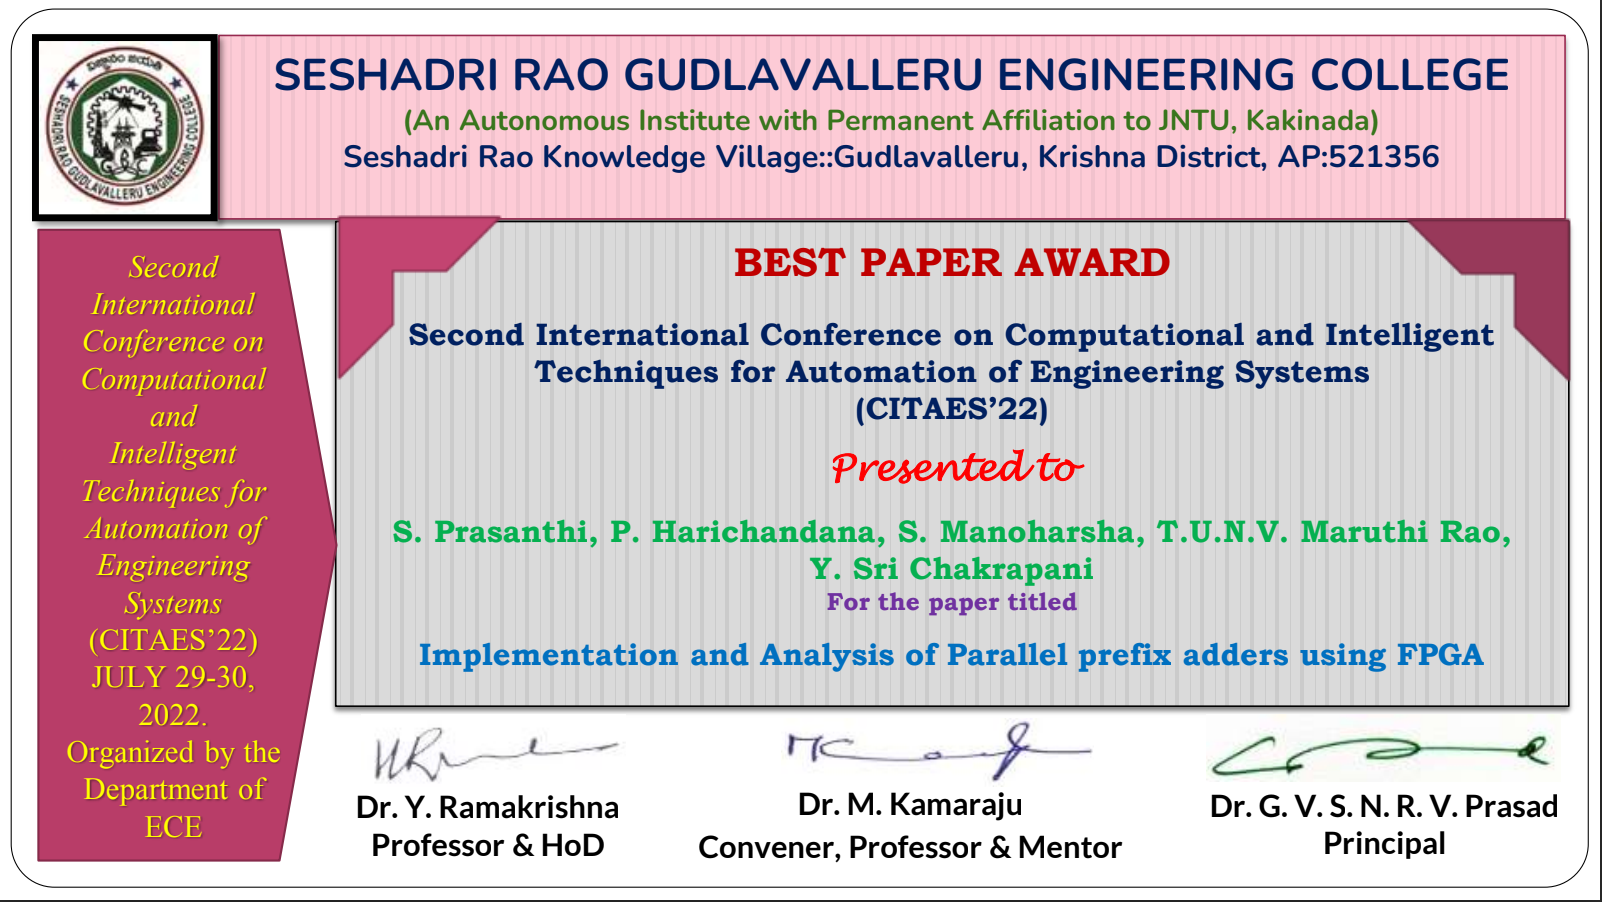 విజ్ఞానం జయతి
SESHADRI RAO GUDLAVALLERU ENGINEERING COLLEGE
SESHADRI RAO GUDLAVALLERU ENGINEERING COLLEGE
(An Autonomous Institute with Permanent Affiliation to JNTU, Kakinada)
Seshadri Rao Knowledge Village::Gudlavalleru, Krishna District, AP:521356
Second
International
Conference on
Computational
and
Intelligent
Techniques for
Automation of
Engineering
Systems
(CITAES’22)
JULY 29-30,
2022.
Organized by the
Department of
ECE
BEST PAPER AWARD
Second International Conference on Computational and Intelligent
Techniques for Automation of Engineering Systems
(CITAES’22)
Presented to
S. Prasanthi, P. Harichandana, S. Manoharsha, T.U.N.V. Maruthi Rao,
Y. Sri Chakrapani
For the paper titled
Implementation and Analysis of Parallel prefix adders using FPGA
Dr. Y. Ramakrishna
Professor & HoD
Dr. M. Kamaraju
Convener, Professor & Mentor
Dr. G. V. S. N. R. V. Prasad
Principal